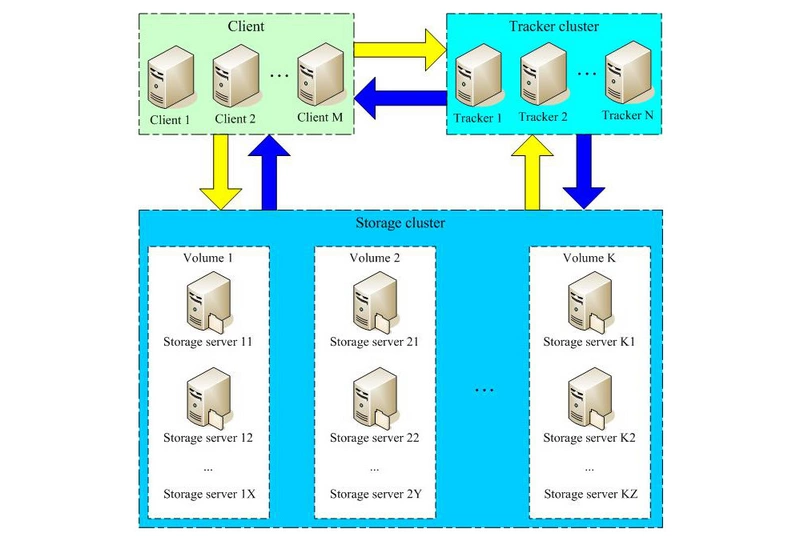 Client
Tracker cluster
...
...
Client 1
Client 2
Client M
Tracker 1
Tracker 2
Tracker N
Storage cluster
Volume 1
Volume 2
Volume K
Storage server 11
Storage server 21
Storage server K1
...
Storage server 12
Storage server 22
Storage server K2
...
...
...
Storage server 1X
Storage server 2Y
Storage server KZ